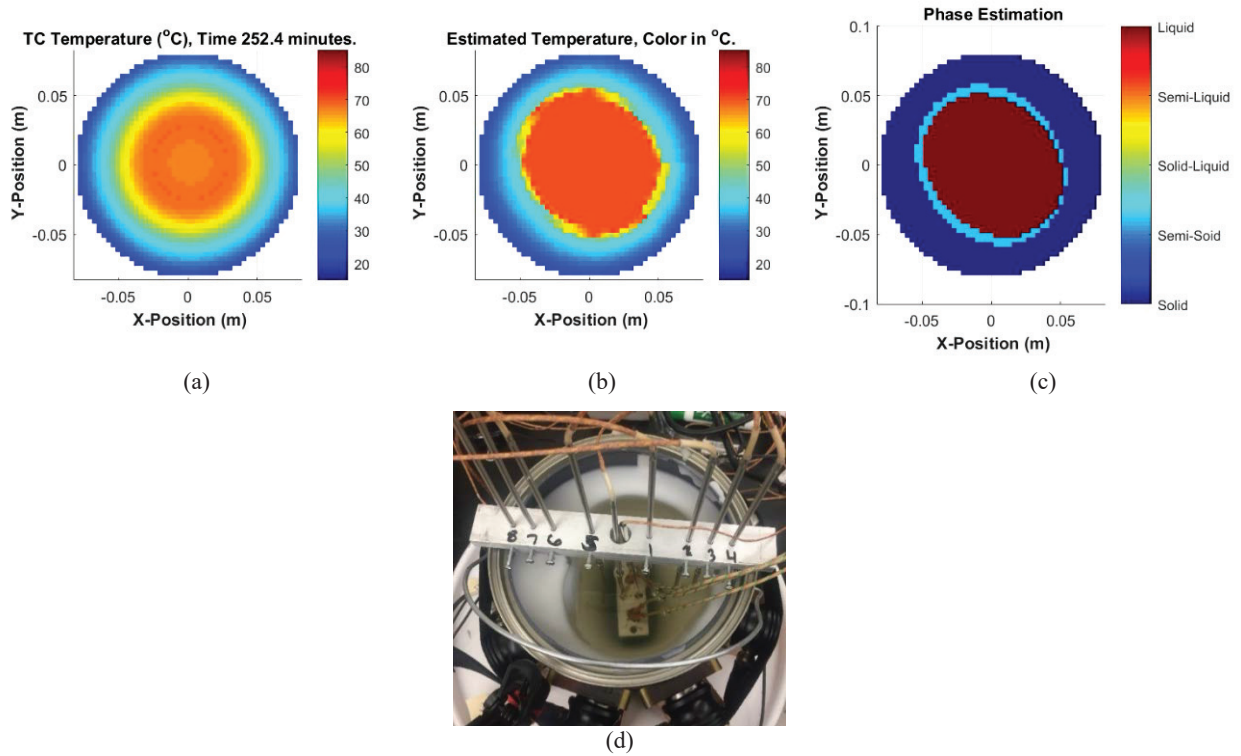 TC Temperature (°C), Time 252.4 minutes.
Y-Position (m)
0.05
0
-0.05
-0.05 0 0.05
X-Position (m)
80
70
60
50
40
30
20
(a)
Estimated Temperature, Color in °C.
Y-Position (m)
0.05
0
-0.05
-0.05 0 0.05
X-Position (m)
80
70
60
50
40
30
20
(b)
Phase Estimation
Y-Position (m)
0.1
0.05
0
-0.05
-0.1
-0.05 0 0.05
X-Position (m)
Liquid
Semi-Liquid
Solid-Liquid
Semi-Soid
Solid
(c)
8 7 6 5 1 2 3 4
(d)